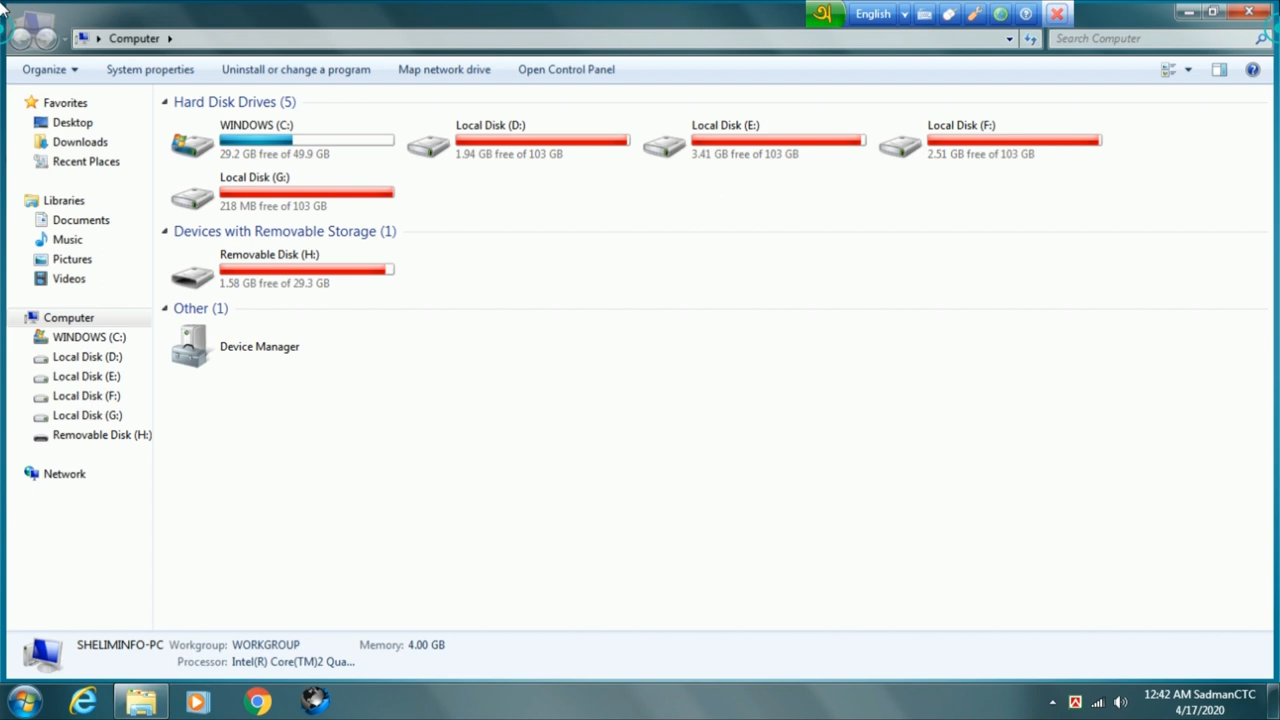 অ English
Computer
Search Computer
Organize System properties Uninstall or change a program Map network drive Open Control Panel
Favorites
Desktop
Downloads
Recent Places
Libraries
Documents
Music
Pictures
Videos
Computer
WINDOWS (C:)
Local Disk (D:)
Local Disk (E:)
Local Disk (F:)
Local Disk (G:)
Removable Disk (H:)
Network
Hard Disk Drives (5)
WINDOWS (C:)
29.2 GB free of 49.9 GB
Local Disk (D:)
1.94 GB free of 103 GB
Local Disk (E:)
3.41 GB free of 103 GB
Local Disk (F:)
2.51 GB free of 103 GB
Local Disk (G:)
218 MB free of 103 GB
Devices with Removable Storage (1)
Removable Disk (H:)
1.58 GB free of 29.3 GB
Other (1)
Device Manager
SHELIMINFO-PC Workgroup: WORKGROUP Memory: 4.00 GB
Processor: Intel(R) Core(TM)2 Qua...
12:42 AM SadmanCTC
4/17/2020